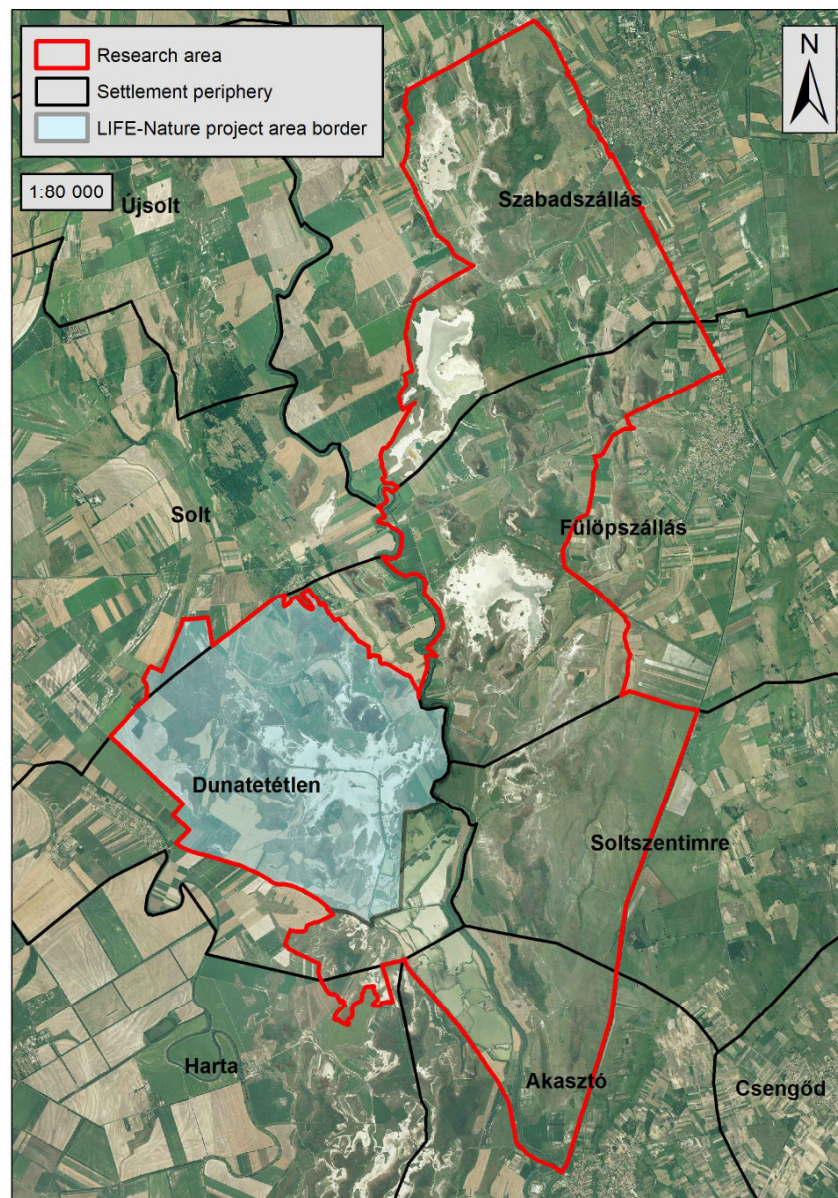 Research area
Settlement periphery
LIFE-Nature project area border
N
1:80 000
Újsolt
Szabadszállás
Solt
Fülöpszállás
Dunatetétlen
Soltszentimre
Harta
Akasztó
Csengőd